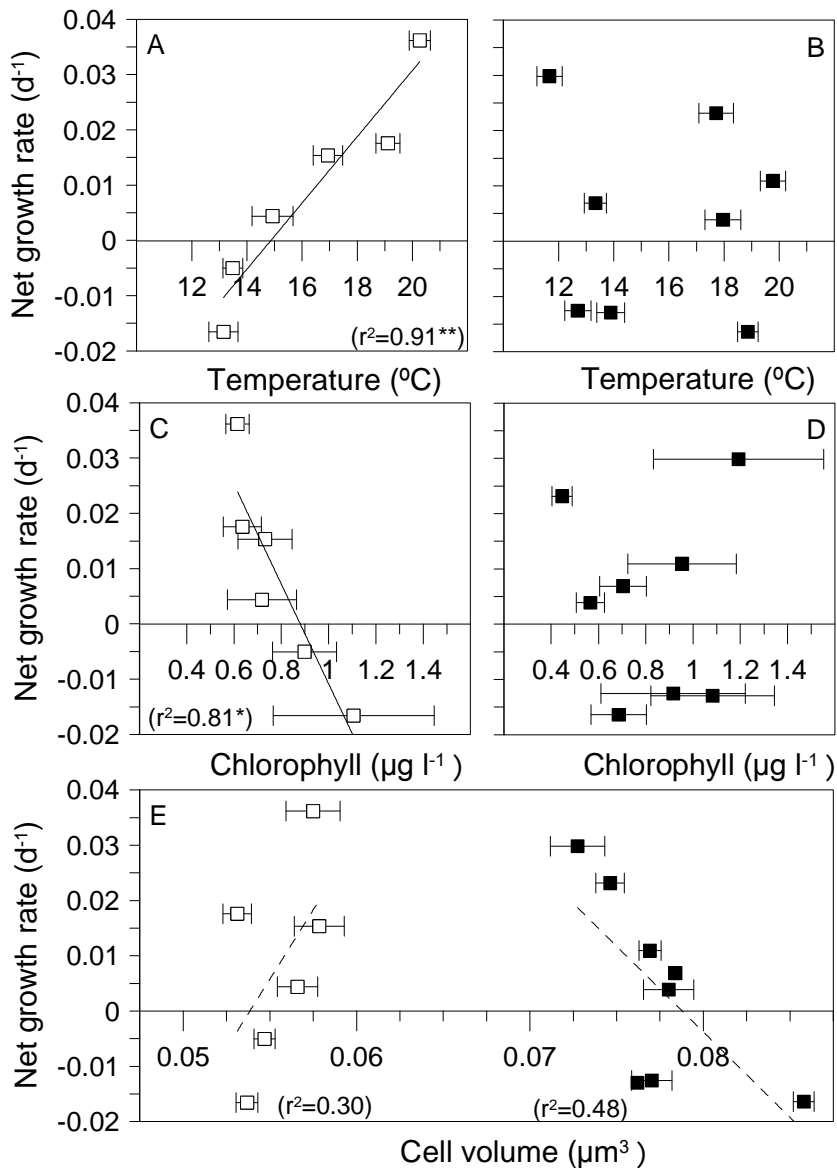 A
B
0.04
0.03
0.02
0.01
0
-0.01
-0.02
Net growth rate (d-1)
12 14 16 18 20
12 14 16 18 20
(r2=0.91**)
Temperature (ºC)
Temperature (ºC)
C
D
0.04
0.03
0.02
0.01
0
-0.01
-0.02
Net growth rate (d-1)
0.4 0.6 0.8 1 1.2 1.4
0.4 0.6 0.8 1 1.2 1.4
(r2=0.81*)
Chlorophyll (µg l-1)
Chlorophyll (µg l-1)
E
0.04
0.03
0.02
0.01
0
-0.01
-0.02
Net growth rate (d-1)
0.05 0.06 0.07 0.08
(r2=0.30)
(r2=0.48)
Cell volume (µm3)